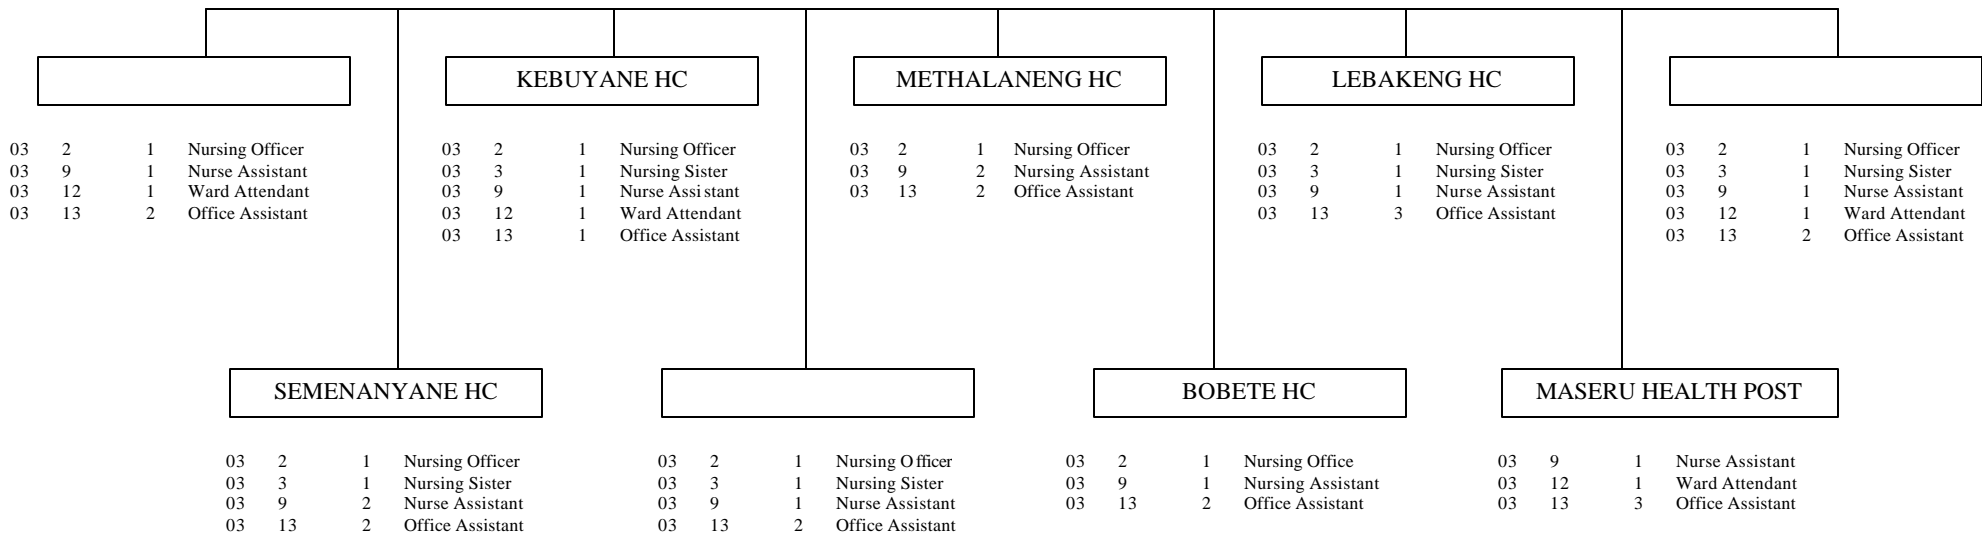 KEBUYANE HC
METHALANENG HC
LEBAKENG HC
03 2 1 Nursing Officer
03 9 1 Nurse Assistant
03 12 1 Ward Attendant
03 13 2 Office Assistant
03 2 1 Nursing Officer
03 3 1 Nursing Sister
03 9 1 Nurse Assistant
03 12 1 Ward Attendant
03 13 1 Office Assistant
03 2 1 Nursing Officer
03 9 2 Nursing Assistant
03 13 2 Office Assistant
03 2 1 Nursing Officer
03 3 1 Nursing Sister
03 9 1 Nurse Assistant
03 13 3 Office Assistant
03 2 1 Nursing Officer
03 3 1 Nursing Sister
03 9 1 Nurse Assistant
03 12 1 Ward Attendant
03 13 2 Office Assistant
SEMENANYANE HC
BOBETE HC
MASERU HEALTH POST
03 2 1 Nursing Officer
03 3 1 Nursing Sister
03 9 2 Nurse Assistant
03 13 2 Office Assistant
03 2 1 Nursing Officer
03 3 1 Nursing Sister
03 9 1 Nurse Assistant
03 13 2 Office Assistant
03 2 1 Nursing Office
03 9 1 Nursing Assistant
03 13 2 Office Assistant
03 9 1 Nurse Assistant
03 12 1 Ward Attendant
03 13 3 Office Assistant